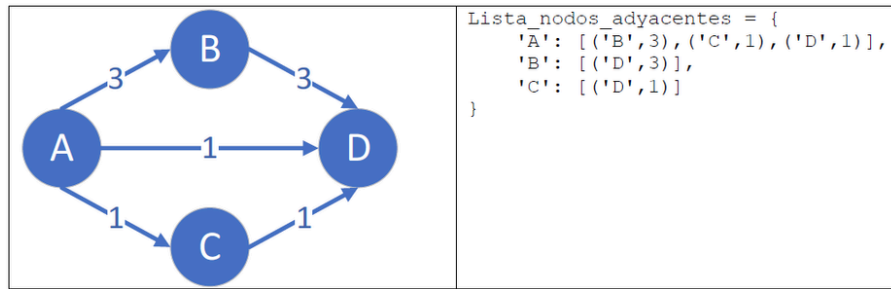 B
3
3
A
1
D
1
1
C
Lista_nodos_adyacentes = {
    'A': [('B',3),('C',1),('D',1)],
    'B': [('D',3)],
    'C': [('D',1)]
}